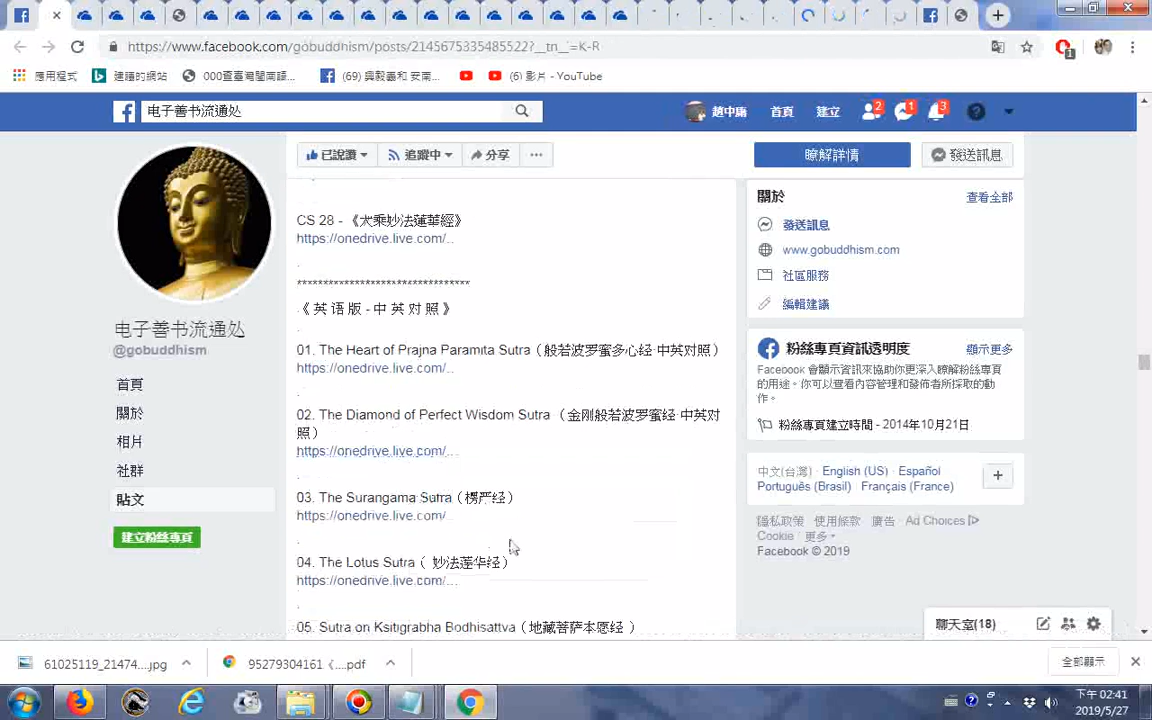 https://www.facebook.com/gobuddhism/posts/2145675335485522?__tn__=K-R
1
應用程式
建議的網站
000查臺灣閩南語...
(69) 與毅嘉和 安南...
(6) 影片 - YouTube
电子善书流通处
趙中庸
首頁
建立
2
1
3
已說讚
追蹤中
分享
瞭解詳情
發送訊息
电子善书流通处
@gobuddhism
首頁
關於
相片
社群
貼文
建立粉絲專頁
CS 28 - 《大乘妙法蓮華經》
https://onedrive.live.com/..
.
********************************
《 英 语 版 - 中 英 对 照 》
.
01. The Heart of Prajna Paramita Sutra（般若波罗蜜多心经·中英对照）
https://onedrive.live.com/..
.
02. The Diamond of Perfect Wisdom Sutra （金刚般若波罗蜜经·中英对
照）
https://onedrive.live.com/...
.
03. The Surangama Sutra（楞严经）
https://onedrive.live.com/
.
04. The Lotus Sutra（ 妙法莲华经）
https://onedrive.live.com/...
.
05. Sutra on Ksitigrabha Bodhisattva（地藏菩萨本愿经 ）
關於
查看全部
發送訊息
www.gobuddhism.com
社區服務
編輯建議
粉絲專頁資訊透明度
顯示更多
Facebook 會顯示資訊來協助你更深入瞭解粉絲專頁
的用途。你可以查看內容管理和發佈者所採取的動
作。
粉絲專頁建立時間 - 2014年10月21日
中文(台灣) · English (US) · Español
Português (Brasil) · Français (France)
隱私政策 使用條款 廣告 Ad Choices
Cookie 更多
Facebook © 2019
聊天室(18)
61025119_21474....jpg
95279304161《....pdf
全部顯示
下午 02:41
2019/5/27